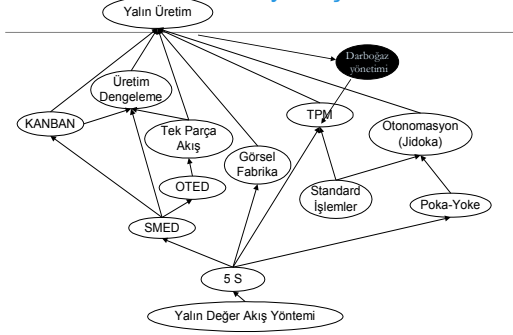 Yalın Üretim
Darboğaz
yönetimi
Üretim
Dengeleme
KANBAN
Tek Parça
Akış
TPM
Otonomasyon
(Jidoka)
Görsel
Fabrika
OTED
Standard
İşlemler
Poka-Yoke
SMED
5 S
Yalın Değer Akış Yöntemi